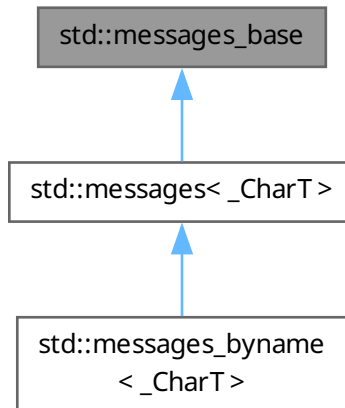 std::messages_base
std::messages< _CharT >
std::messages_byname
< _CharT >